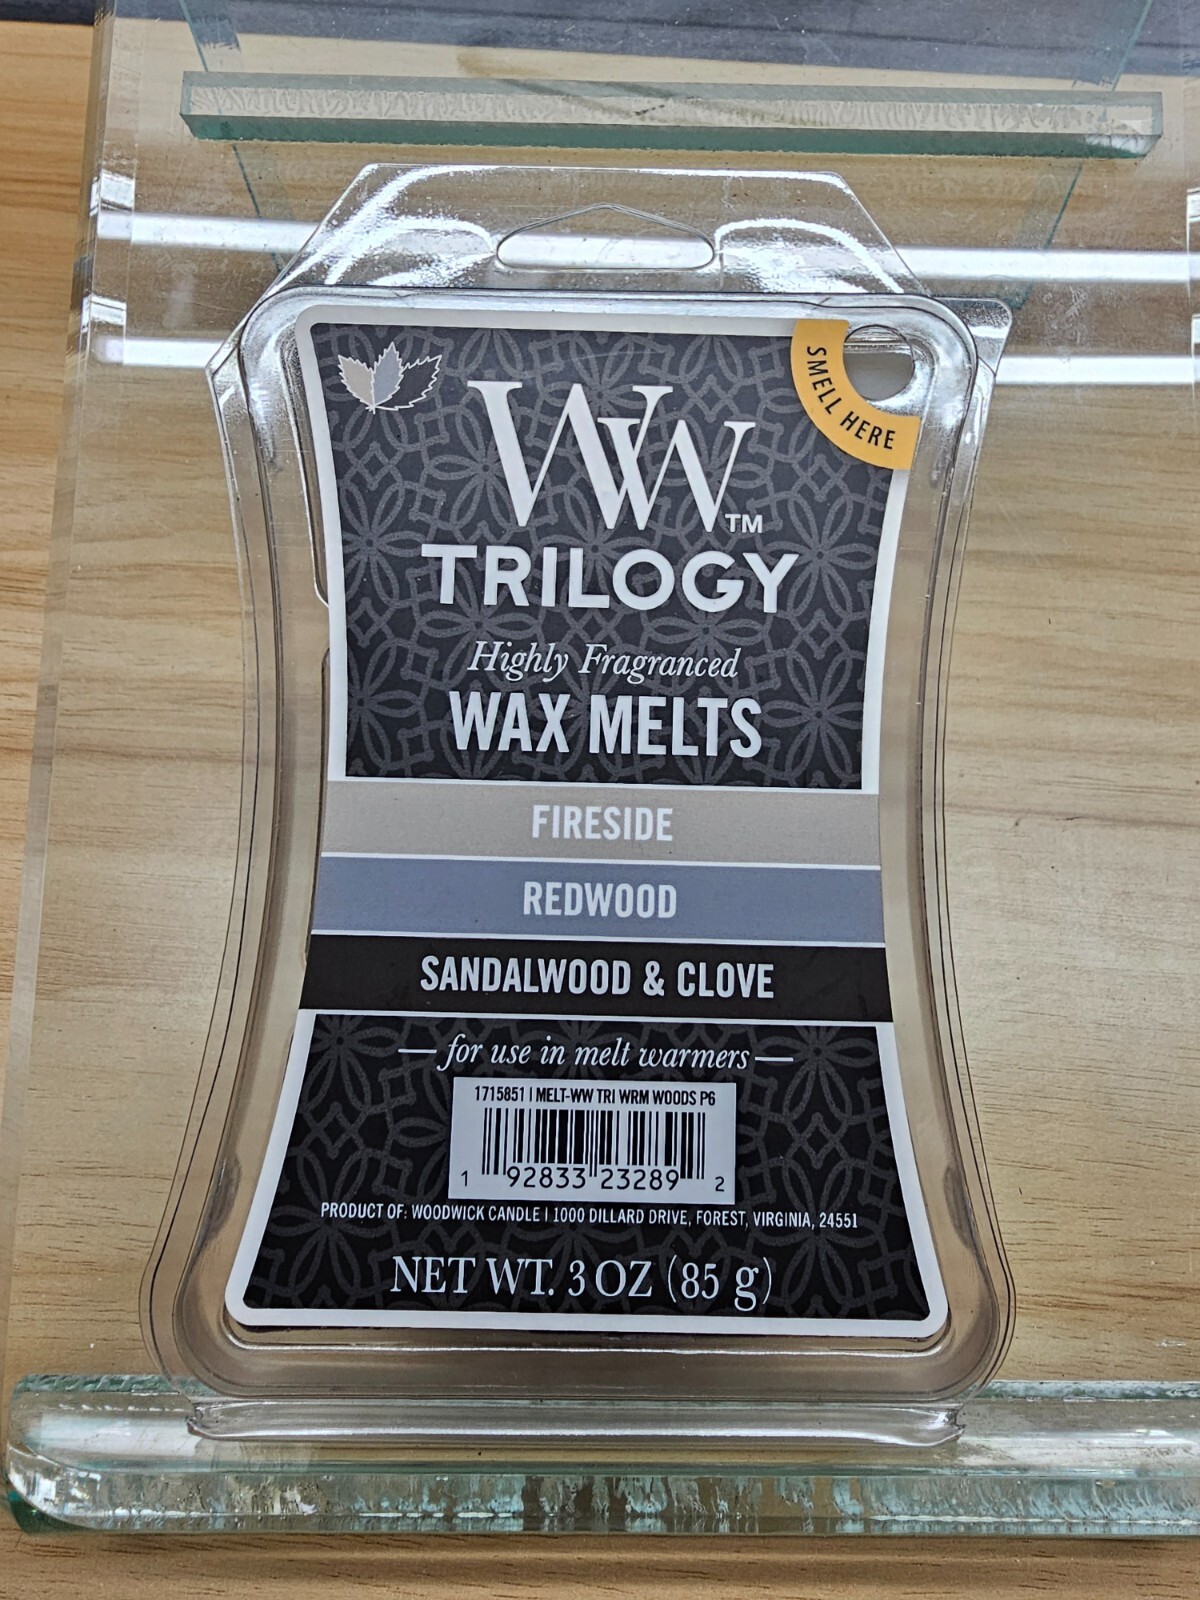 SMELL HERE
WW™
TRILOGY
Highly Fragranced
WAX MELTS
FIRESIDE
REDWOOD
SANDALWOOD & CLOVE
— for use in melt warmers —
1715851 | MELT-WW TRI WRM WOODS P6
1 92833 23289 2
PRODUCT OF: WOODWICK CANDLE | 1000 DILLARD DRIVE, FOREST, VIRGINIA, 24551
NET WT. 3 OZ (85 g)